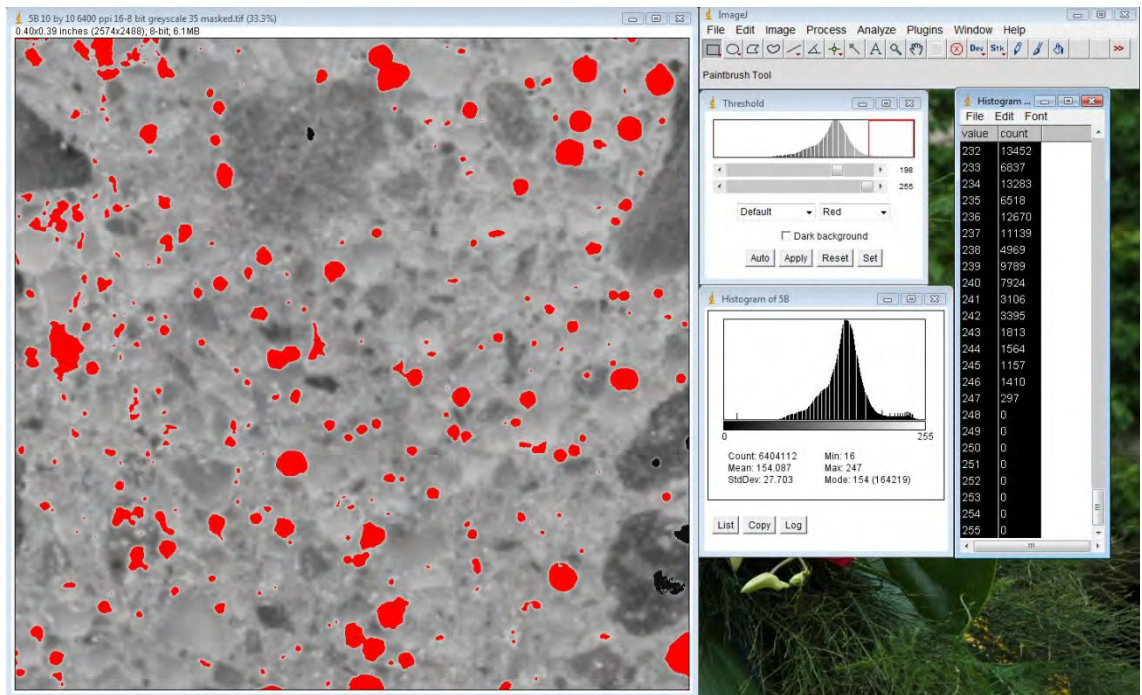 5B 10 by 10 6400 ppi 16-8 bit greyscale 35 masked.tif (33.3%)
0.40x0.39 inches (2574x2488); 8-bit; 6.1MB
ImageJ
File Edit Image Process Analyze Plugins Window Help
A Dev Stk >>
Paintbrush Tool
Threshold
198
255
Default Red
Dark background
Auto Apply Reset Set
Histogram of 5B
0 255
Count: 6404112 Min: 16
Mean: 154.087 Max: 247
StdDev: 27.703 Mode: 154 (164219)
List Copy Log
Histogram ...
File Edit Font
value count
232 13452
233 6837
234 13283
235 6518
236 12670
237 11139
238 4969
239 9789
240 7924
241 3106
242 3395
243 1813
244 1564
245 1157
246 1410
247 297
248 0
249 0
250 0
251 0
252 0
253 0
254 0
255 0